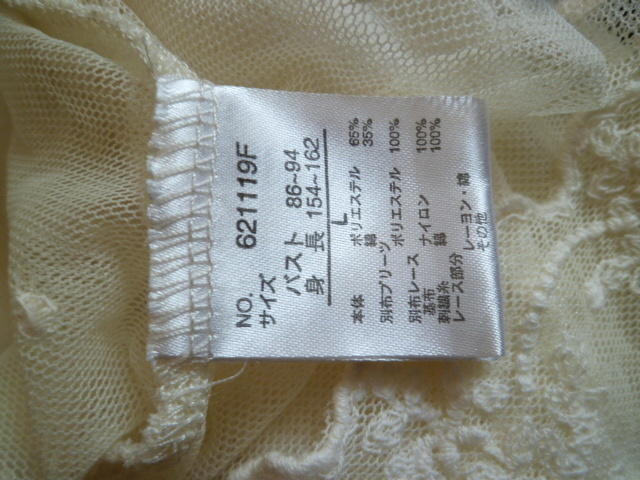 NO. 621119F
サイズ
バスト 86~94
身長 154~162
L
本体 ポリエステル 65%
綿 35%
別布プリーツ ポリエステル 100%
別布レース
基布 ナイロン 100%
刺繍糸 綿 100%
レース部分 レーヨン・綿
その他